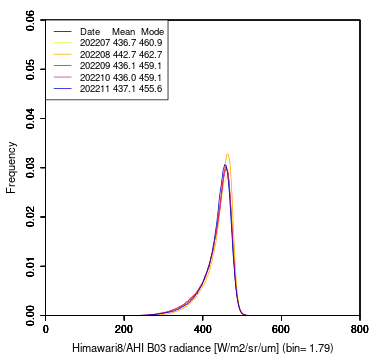 0.06
0.05
0.04
0.03
0.02
0.01
0.00
Frequency
Date Mean Mode
202207 436.7 460.9
202208 442.7 462.7
202209 436.1 459.1
202210 436.0 459.1
202211 437.1 455.6
0 200 400 600 800
Himawari8/AHI B03 radiance [W/m2/sr/um] (bin= 1.79)